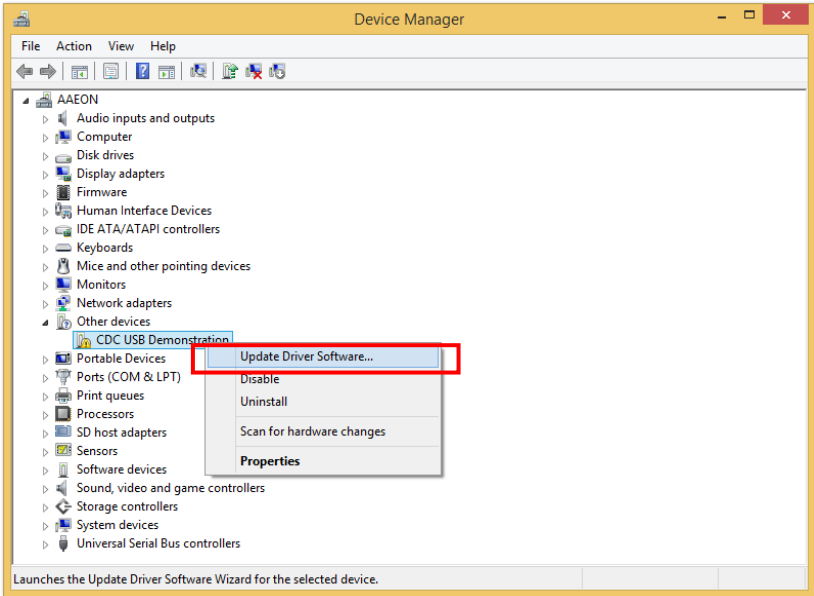 Device Manager
File Action View Help
AAEON
Audio inputs and outputs
Computer
Disk drives
Display adapters
Firmware
Human Interface Devices
IDE ATA/ATAPI controllers
Keyboards
Mice and other pointing devices
Monitors
Network adapters
Other devices
CDC USB Demonstration
Update Driver Software...
Portable Devices
Disable
Ports (COM & LPT)
Print queues
Uninstall
Processors
SD host adapters
Scan for hardware changes
Sensors
Properties
Software devices
Sound, video and game controllers
Storage controllers
System devices
Universal Serial Bus controllers
Launches the Update Driver Software Wizard for the selected device.